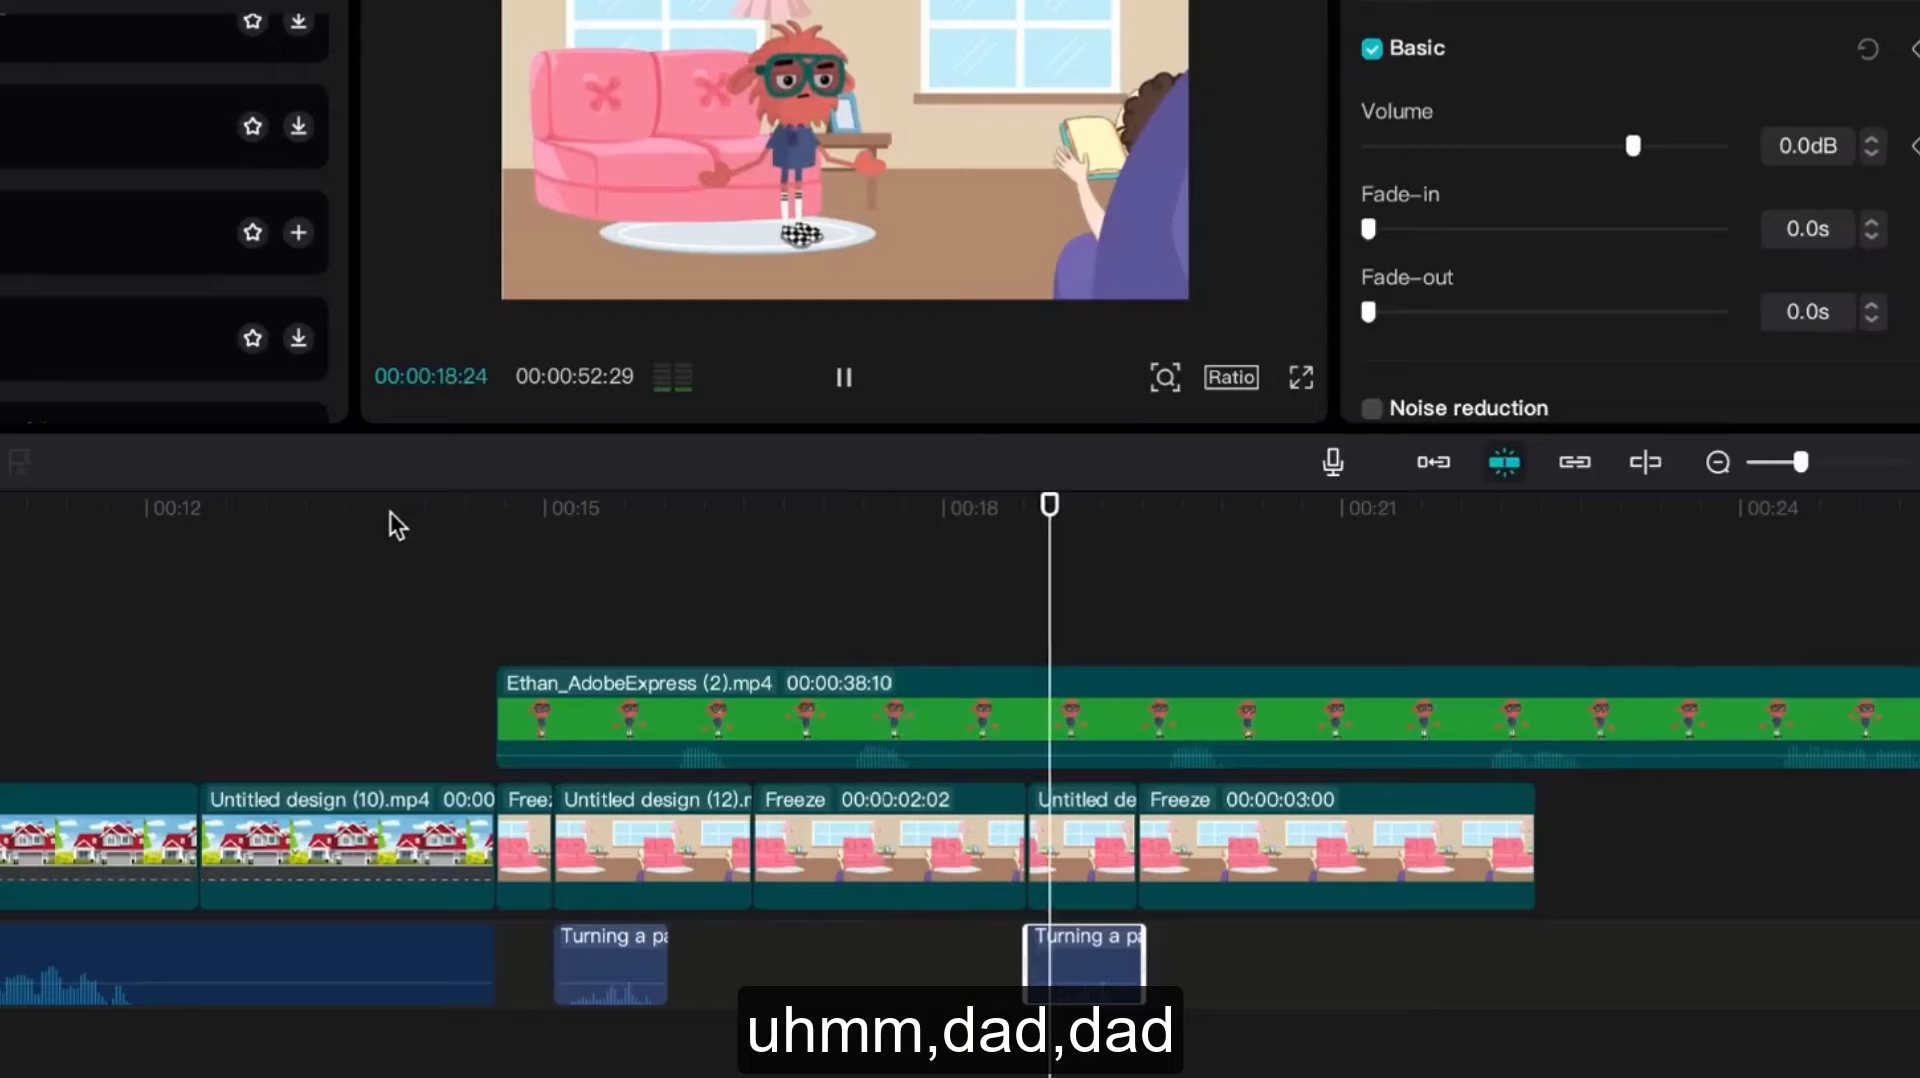 Basic
Volume
0.0dB
Fade-in
0.0s
Fade-out
0.0s
00:00:18:24 00:00:52:29
Ratio
Noise reduction
00:12 00:15 00:18 00:21 00:24
Ethan_AdobeExpress (2).mp4 00:00:38:10
Untitled design (10).mp4 00:00
Freez
Untitled design (12).m
Freeze 00:00:02:02
Untitled de
Freeze 00:00:03:00
Turning a pa
Turning a pa
uhmm,dad,dad